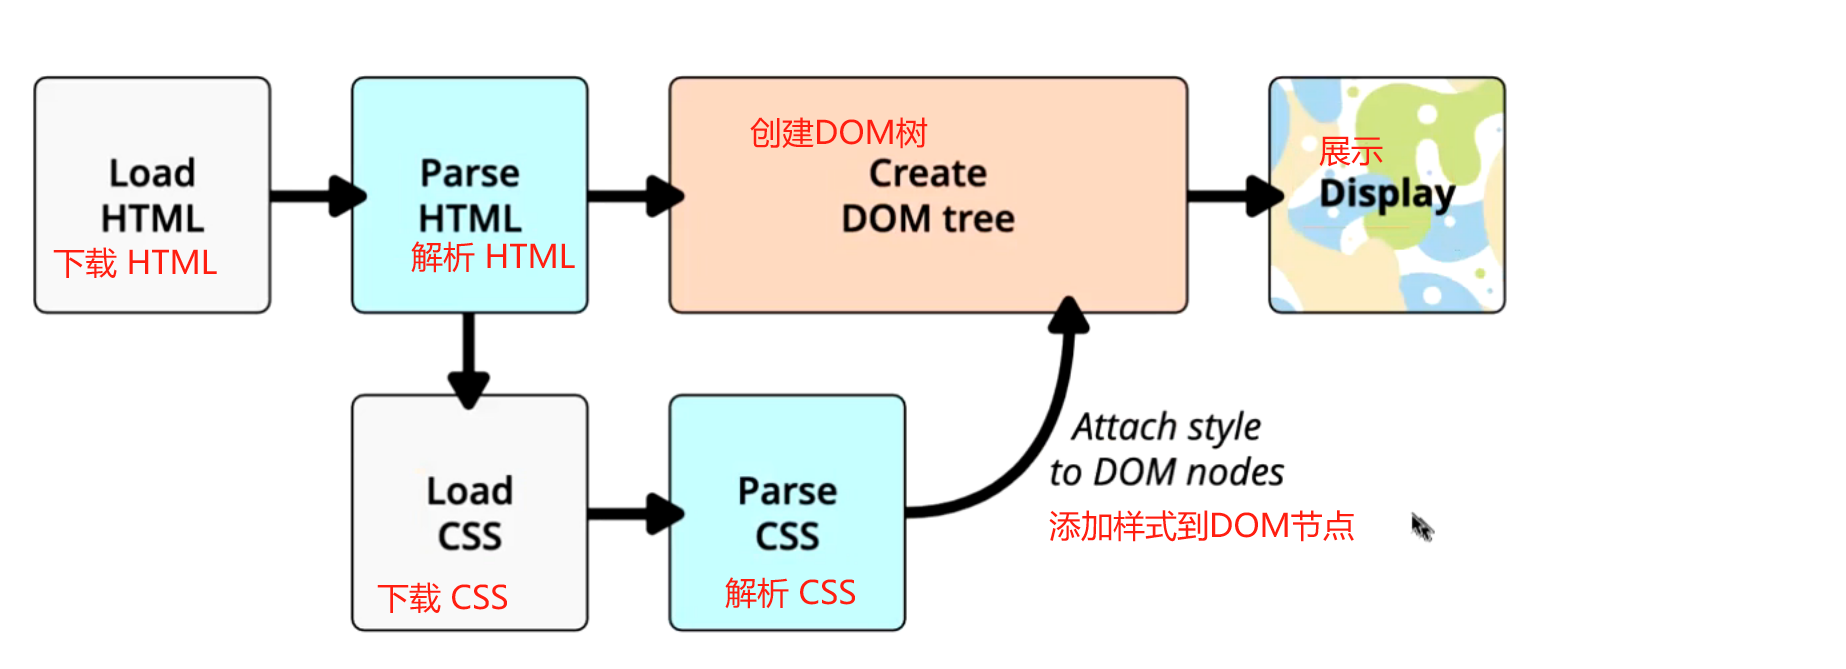 Load
HTML
下载 HTML
Parse
HTML
解析 HTML
创建DOM树
Create
DOM tree
展示
Display
Load
CSS
下载 CSS
Parse
CSS
解析 CSS
Attach style
to DOM nodes
添加样式到DOM节点